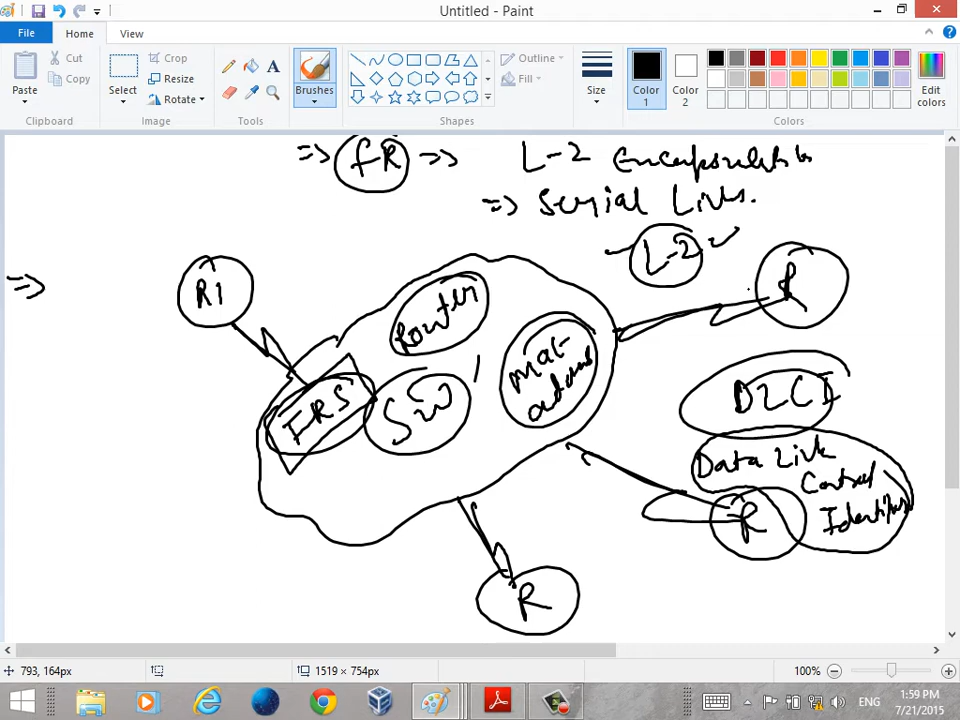 Untitled - Paint
File
Home
View
Paste
Cut
Copy
Clipboard
Select
Crop
Resize
Rotate
Image
Tools
Brushes
Shapes
Outline
Fill
Size
Color 1
Color 2
Edit colors
Colors
=> FR => L-2 Encapsulation
=> Serial Links.
L-2
=>
R1
Router
R
FRS
SW
DLCI
Data Link
Control
Identifier
R
R
793, 164px
1519 × 754px
100%
ENG
1:59 PM
7/21/2015